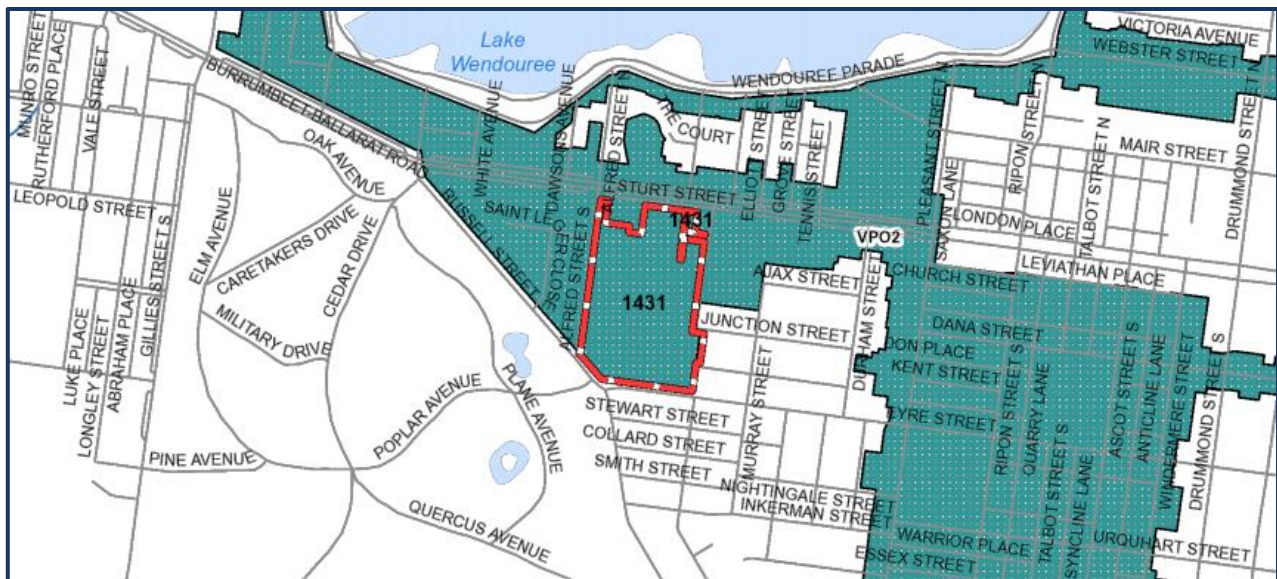 VICTORIA AVENUE
WEBSTER STREET
Lake
Wendouree
WENDOUREE PARADE
MUNRO STREET
RUTHERFORD PLACE
VALE STREET
BURRUMBEET-BALLARAT ROAD
OAK AVENUE
WHITE AVENUE
DAWSONS AVENUE
ALFRED STREET N
THE COURT
ELLIOT STREET
GROVE STREET
TENNIS STREET
PLEASANT STREET N
SAXON LANE
RIPON STREET N
TALBOT STREET N
MAIR STREET
DRUMMOND STREET N
LEOPOLD STREET
ELM AVENUE
CARETAKERS DRIVE
CEDAR DRIVE
MILITARY DRIVE
GILLIES STREET S
RUSSELL STREET
SAINT LEGER CLOSE
ALFRED STREET S
STURT STREET
1431
1431
LONDON PLACE
VPO2
LEVIATHAN PLACE
AJAX STREET
CHURCH STREET
JUNCTION STREET
DANA STREET
KENT STREET
EYRE STREET
LUKE PLACE
LONGLEY STREET
ABRAHAM PLACE
POPLAR AVENUE
PLANE AVENUE
PINE AVENUE
QUERCUS AVENUE
STEWART STREET
COLLARD STREET
SMITH STREET
MURRAY STREET
NIGHTINGALE STREET
INKERMAN STREET
RIPON STREET S
QUARRY LANE
TALBOT STREET S
SYNCLINE LANE
ASCOT STREET S
ANTICLINE LANE
WINDERMERE STREET
DRUMMOND STREET S
WARRIOR PLACE
URQUHART STREET
ESSEX STREET